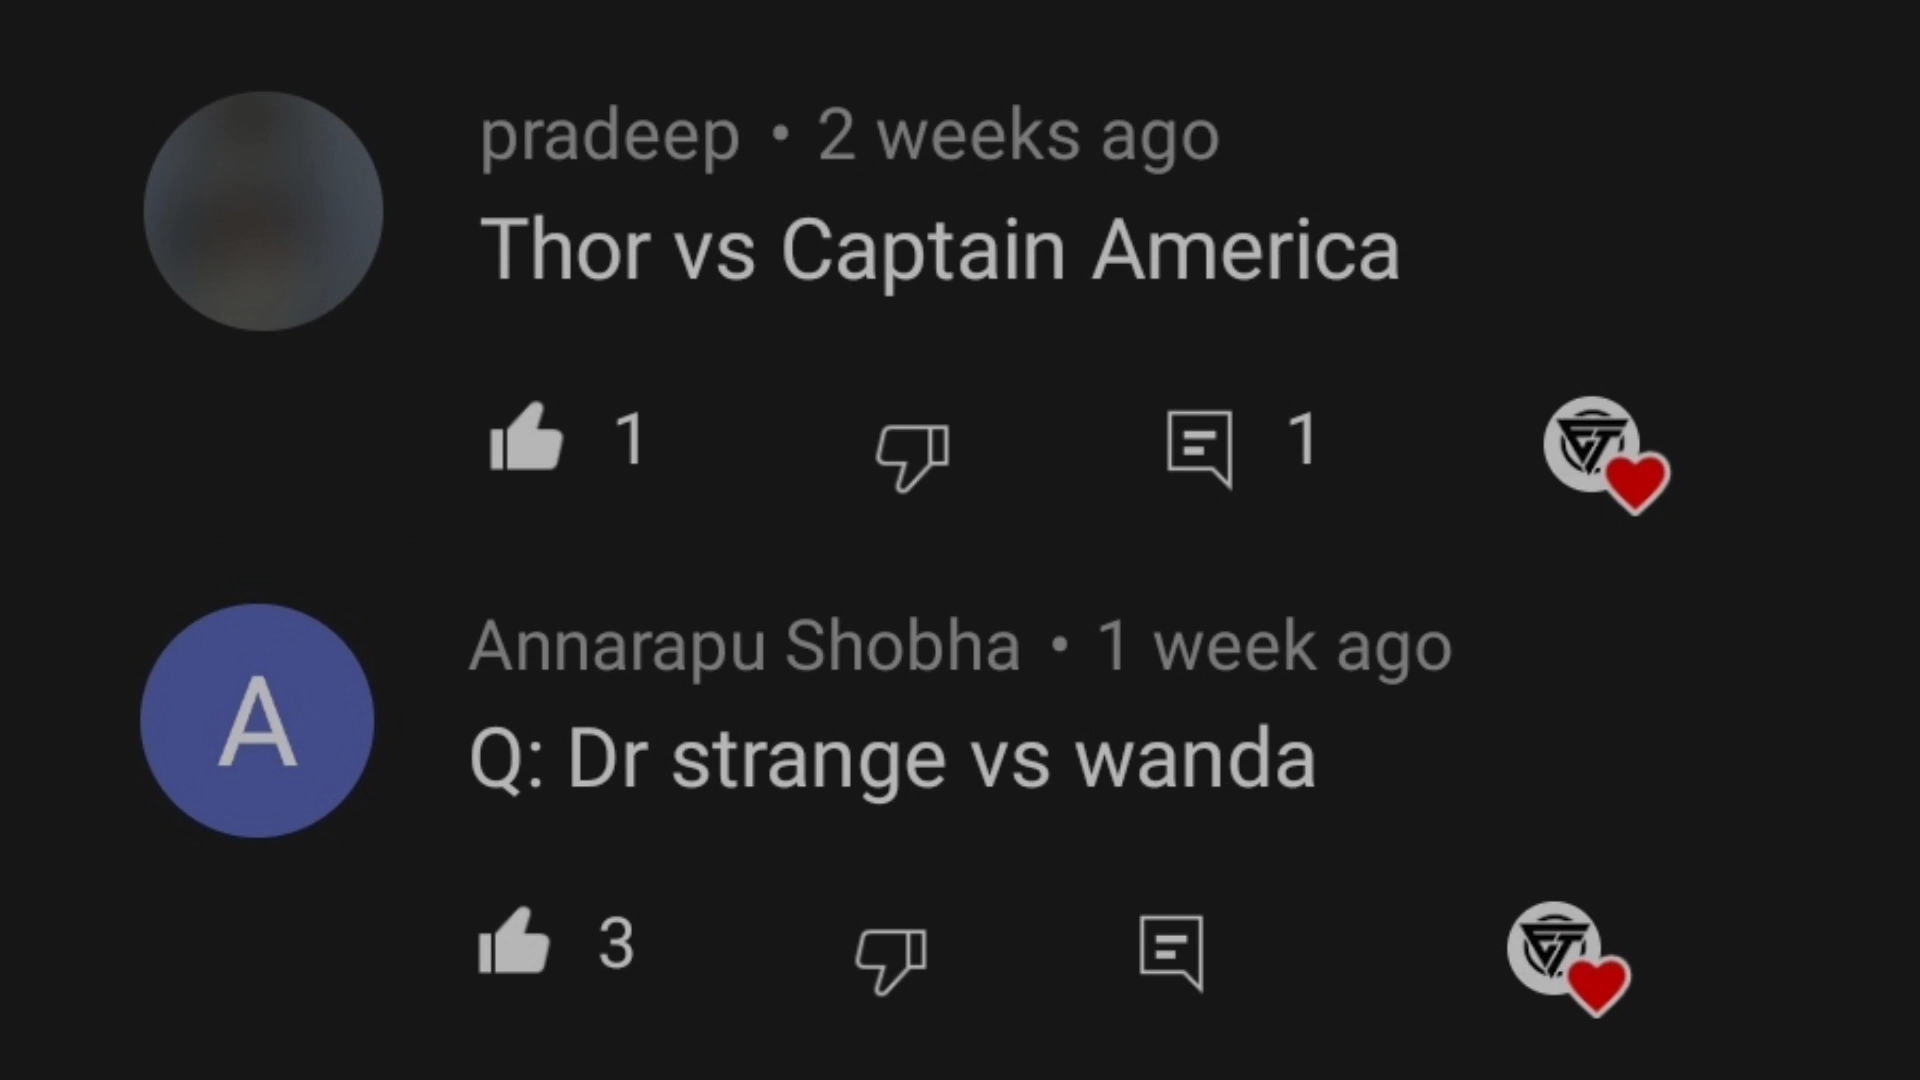 pradeep • 2 weeks ago
Thor vs Captain America
1 1
A
Annarapu Shobha • 1 week ago
Q: Dr strange vs wanda
3